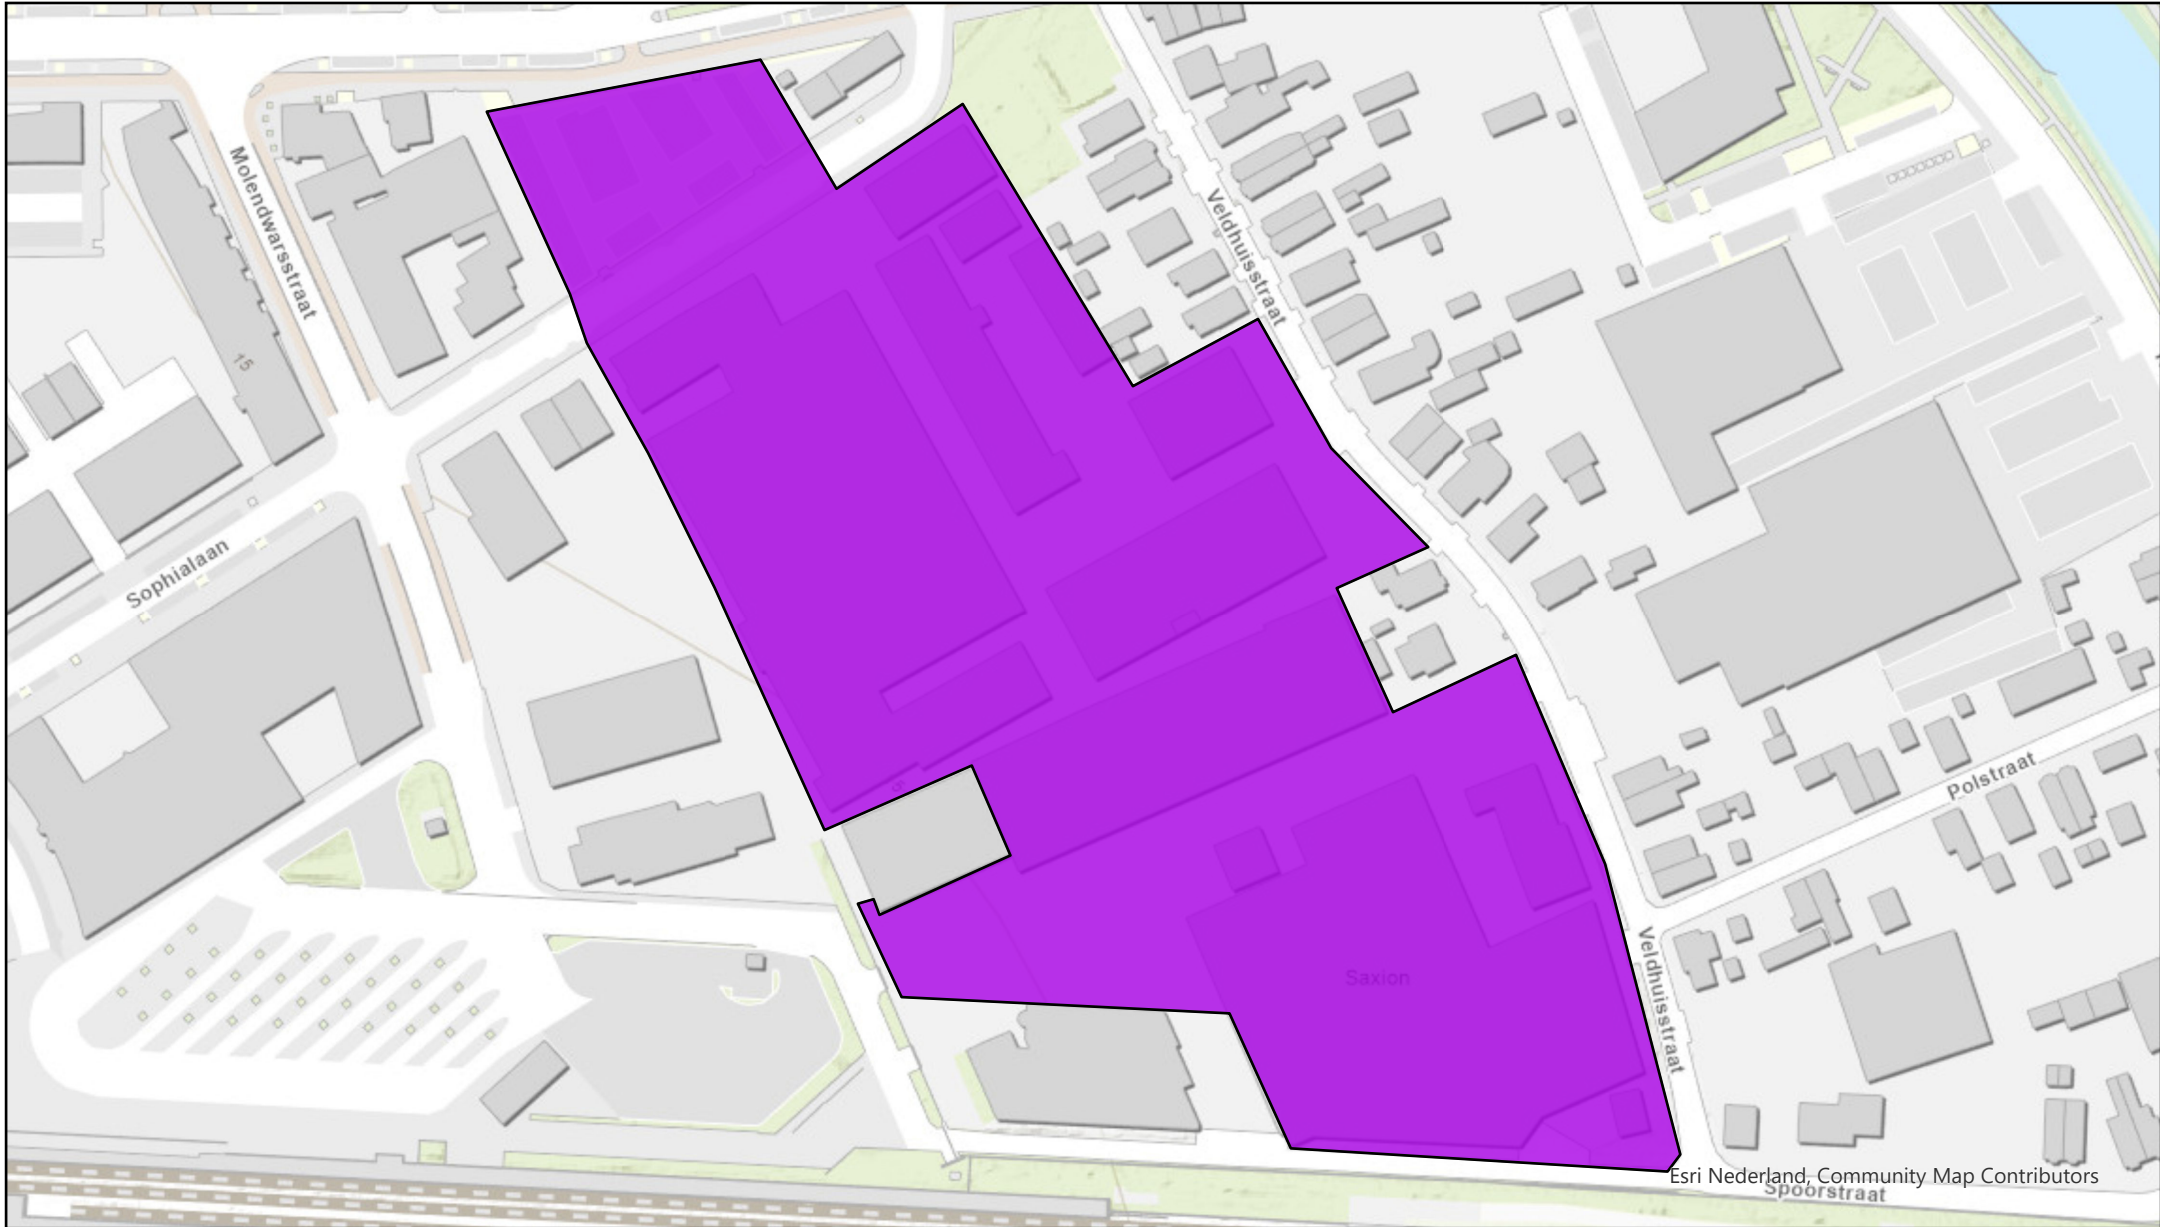 Molendwarsstraat
Veldhuisstraat
15
Sophialaan
Polstraat
Saxion
Veldhuisstraat
Esri Nederland, Community Map Contributors
Spoorstraat